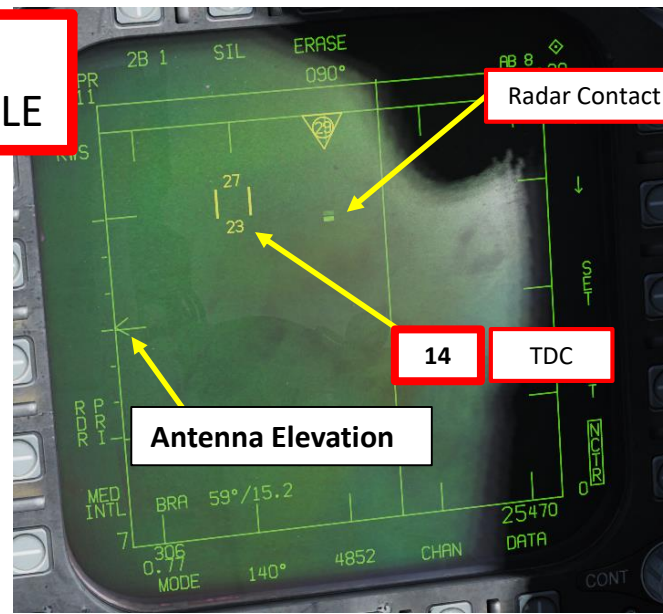 LE
2B 1
SIL
ERASE
AB 8
PR
11
090°
RWS
29
Radar Contact
27
23
14
TDC
SET
T
Antenna Elevation
RDR
PRI
MED
INTL
BRA
59°/15.2
NCTR
0
25470
7
306
0.77
MODE
140°
4852
CHAN
DATA
CONT